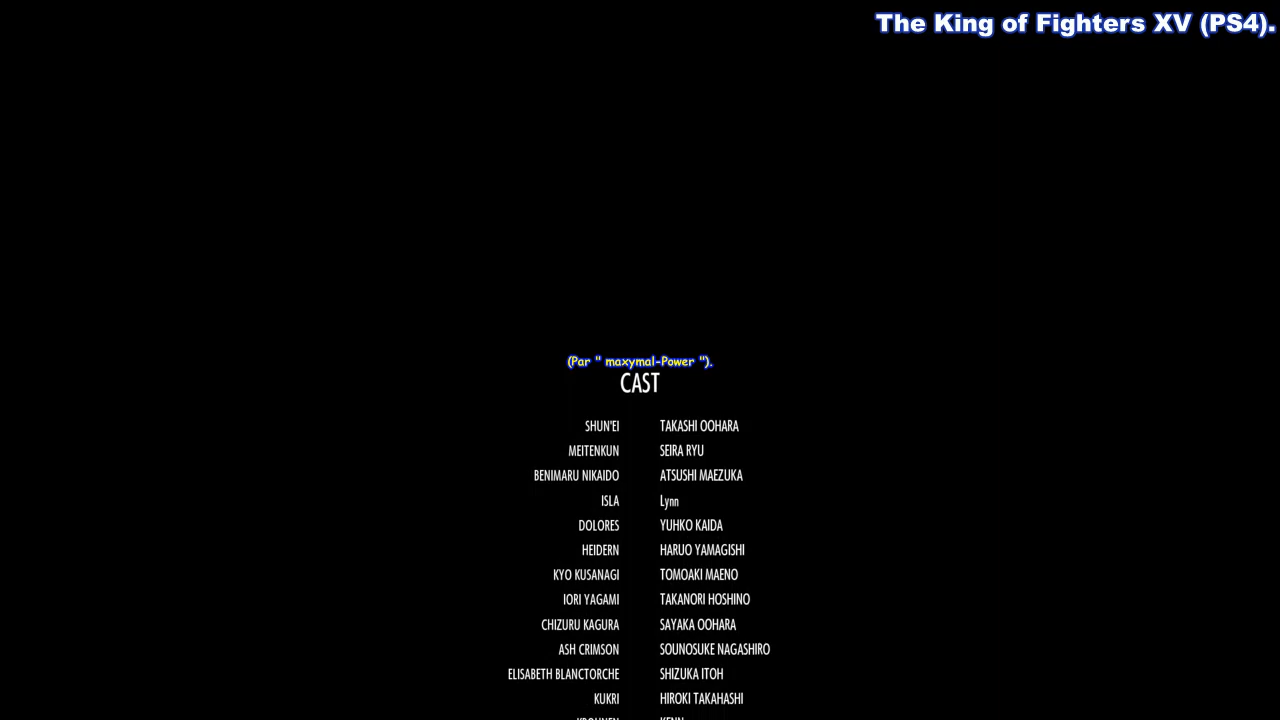 The King of Fighters XV (PS4).
(Par " maxymal-Power ").
CAST
SHUN'EI TAKASHI OOHARA
MEITENKUN SEIRA RYU
BENIMARU NIKAIDO ATSUSHI MAEZUKA
ISLA Lynn
DOLORES YUHKO KAIDA
HEIDERN HARUO YAMAGISHI
KYO KUSANAGI TOMOAKI MAENO
IORI YAGAMI TAKANORI HOSHINO
CHIZURU KAGURA SAYAKA OOHARA
ASH CRIMSON SOUNOSUKE NAGASHIRO
ELISABETH BLANCTORCHE SHIZUKA ITOH
KUKRI HIROKI TAKAHASHI